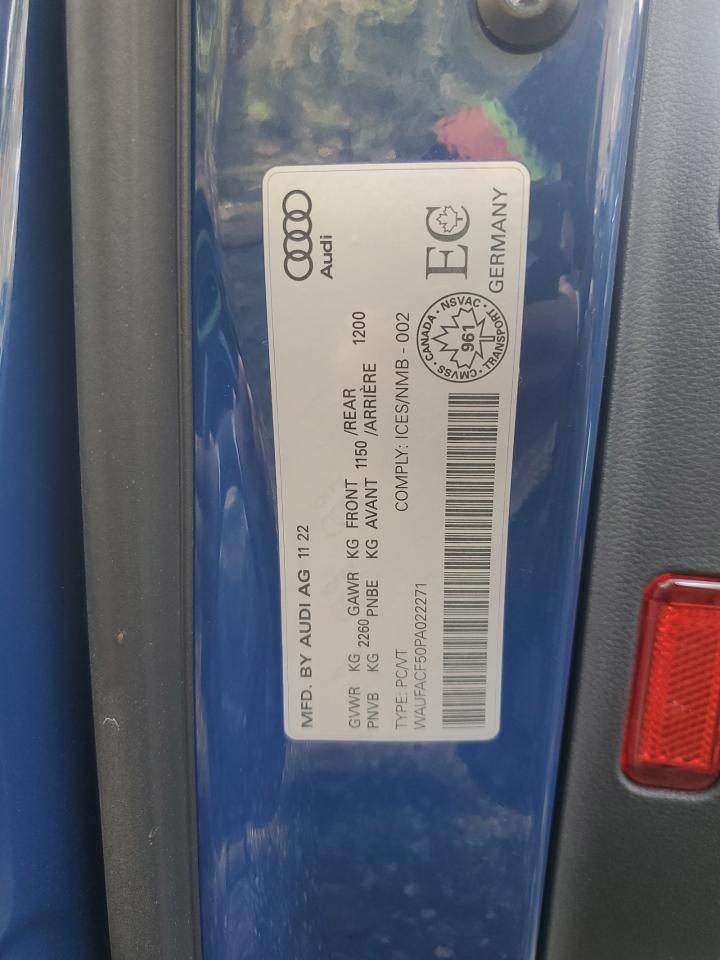 Audi
MFD. BY AUDI AG 11 22
GVWR KG 2260 GAWR KG FRONT 1150 /REAR 1200
PNVB KG PNBE KG AVANT /ARRIÈRE
TYPE: PC/VT COMPLY: ICES/NMB - 002
WAUFACF50PA022271
CANADA · NSVAC · TRANSPORT · CMVSS ·
961
EC
GERMANY